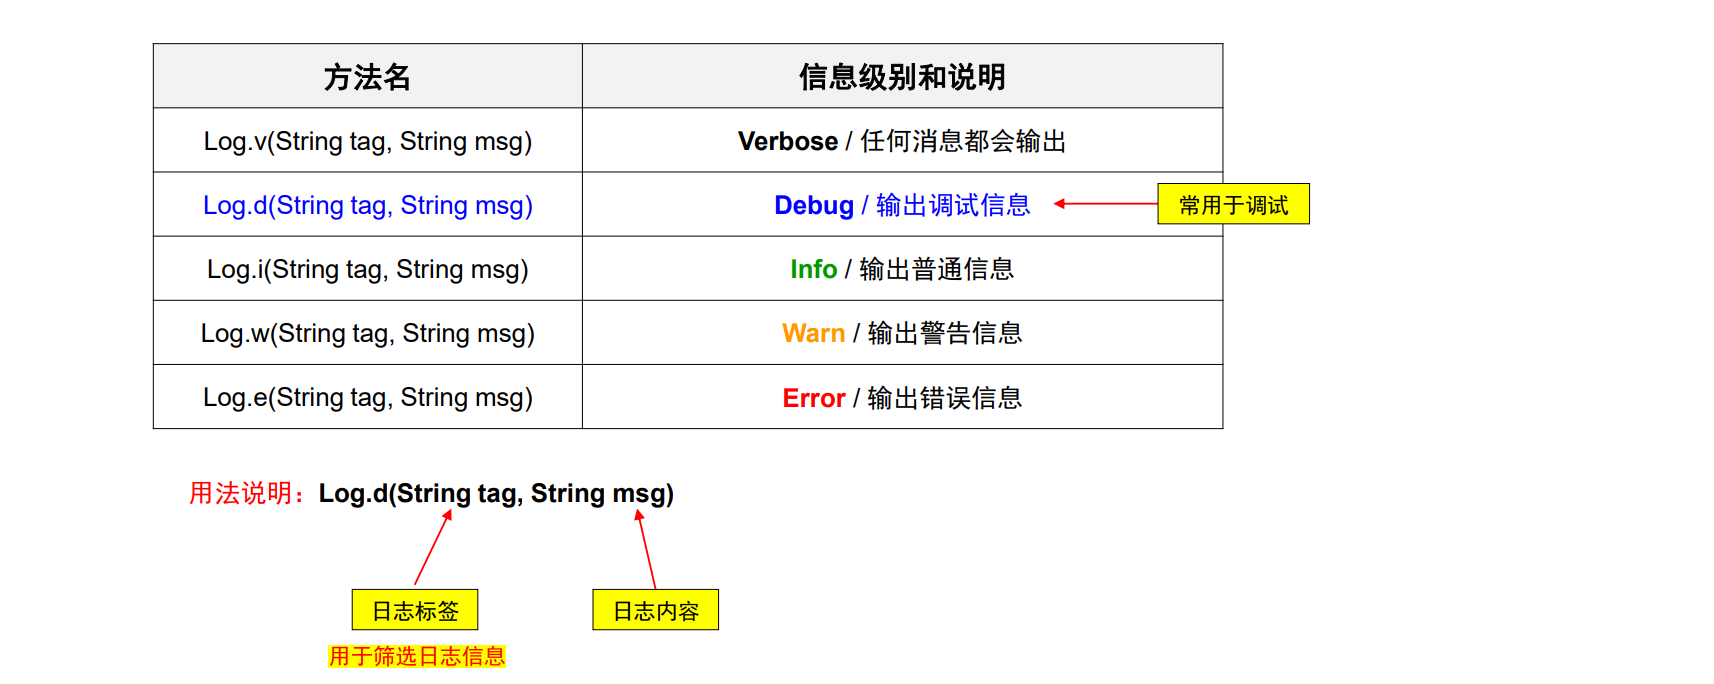 方法名 信息级别和说明
Log.v(String tag, String msg) Verbose / 任何消息都会输出
Log.d(String tag, String msg) Debug / 输出调试信息 常用于调试
Log.i(String tag, String msg) Info / 输出普通信息
Log.w(String tag, String msg) Warn / 输出警告信息
Log.e(String tag, String msg) Error / 输出错误信息
用法说明：Log.d(String tag, String msg)
日志标签 日志内容
用于筛选日志信息